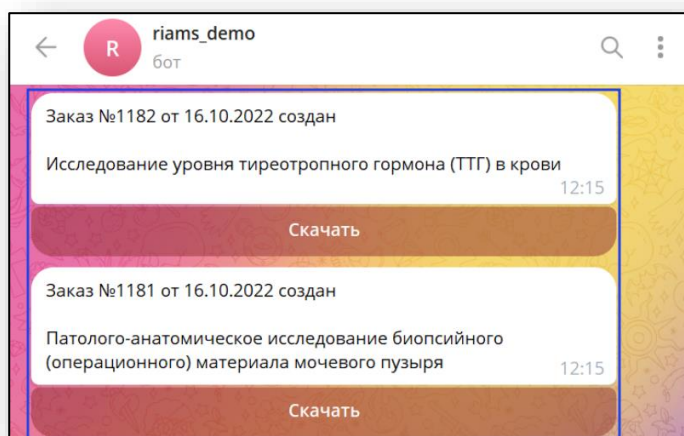 R
riams_demo
бот
Заказ №1182 от 16.10.2022 создан
Исследование уровня тиреотропного гормона (ТТГ) в крови
12:15
Скачать
Заказ №1181 от 16.10.2022 создан
Патолого-анатомическое исследование биопсийного
(операционного) материала мочевого пузыря
12:15
Скачать